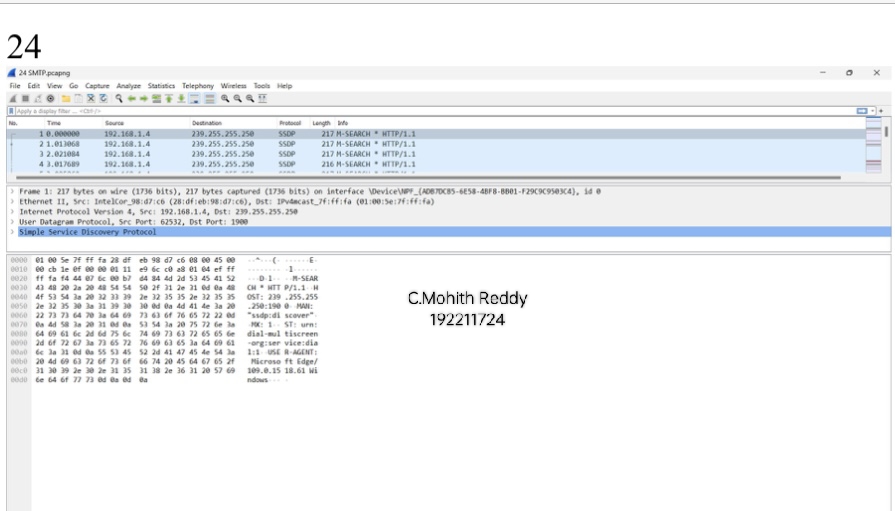 24
24 SMTP.pcapng
File Edit View Go Capture Analyze Statistics Telephony Wireless Tools Help
Apply a display filter ... <Ctrl-/>
No. Time Source Destination Protocol Length Info
1 0.000000 192.168.1.4 239.255.255.250 SSDP 217 M-SEARCH * HTTP/1.1
2 1.013068 192.168.1.4 239.255.255.250 SSDP 217 M-SEARCH * HTTP/1.1
3 2.021084 192.168.1.4 239.255.255.250 SSDP 217 M-SEARCH * HTTP/1.1
4 3.017689 192.168.1.4 239.255.255.250 SSDP 216 M-SEARCH * HTTP/1.1
> Frame 1: 217 bytes on wire (1736 bits), 217 bytes captured (1736 bits) on interface \Device\NPF_{ADB7DC85-6E58-4BF8-BB01-F29C9C9503C4}, id 0
> Ethernet II, Src: IntelCor_98:d7:c6 (28:df:eb:98:d7:c6), Dst: IPv4mcast_7f:ff:fa (01:00:5e:7f:ff:fa)
> Internet Protocol Version 4, Src: 192.168.1.4, Dst: 239.255.255.250
> User Datagram Protocol, Src Port: 62532, Dst Port: 1900
> Simple Service Discovery Protocol
0000 01 00 5e 7f ff fa 28 df eb 98 d7 c6 08 00 45 00 ..^...(. ......E.
0010 00 cb 1e 0f 00 00 01 11 e9 6c c0 a8 01 04 ef ff ........ .l......
0020 ff fa f4 44 07 6c 00 b7 d4 84 4d 2d 53 45 41 52 ...D.l.. ..M-SEAR
0030 43 48 20 2a 20 48 54 54 50 2f 31 2e 31 0d 0a 48 CH * HTT P/1.1..H
0040 4f 53 54 3a 20 32 33 39 2e 32 35 35 2e 32 35 35 OST: 239 .255.255
0050 2e 32 35 30 3a 31 39 30 30 0d 0a 4d 41 4e 3a 20 .250:190 0..MAN:
0060 22 73 73 64 70 3a 64 69 73 63 6f 76 65 72 22 0d "ssdp:di scover".
0070 0a 4d 58 3a 20 31 0d 0a 53 54 3a 20 75 72 6e 3a .MX: 1.. ST: urn:
0080 64 69 61 6c 2d 6d 75 6c 74 69 73 63 72 65 65 6e dial-mul tiscreen
0090 2d 6f 72 67 3a 73 65 72 76 69 63 65 3a 64 69 61 -org:ser vice:dia
00a0 6c 3a 31 0d 0a 55 53 45 52 2d 41 47 45 4e 54 3a l:1..USE R-AGENT:
00b0 20 4d 69 63 72 6f 73 6f 66 74 20 45 64 67 65 2f Microso ft Edge/
00c0 31 30 39 2e 30 2e 31 35 31 38 2e 36 31 20 57 69 109.0.15 18.61 Wi
00d0 6e 64 6f 77 73 0d 0a 0d 0a ndows... .
C.Mohith Reddy
192211724